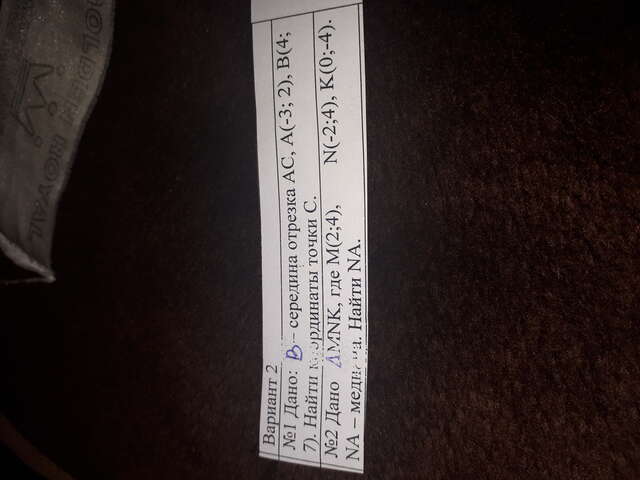 Вариант 2
№1 Дано: B – середина отрезка AC, A(-3; 2), B(4;
7). Найти координаты точки C.
№2 Дано ΔMNK, где M(2;4), N(-2;4), K(0;-4).
NA – медиана. Найти NA.